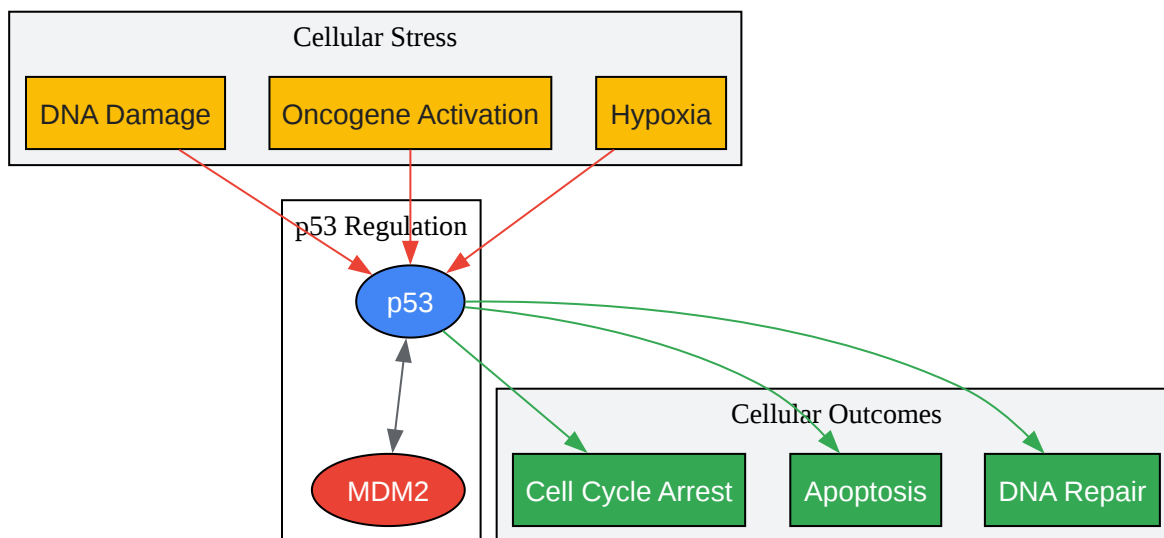 Cellular Stress
DNA Damage
Oncogene Activation
Hypoxia
p53 Regulation
p53
MDM2
Cellular Outcomes
Cell Cycle Arrest
Apoptosis
DNA Repair